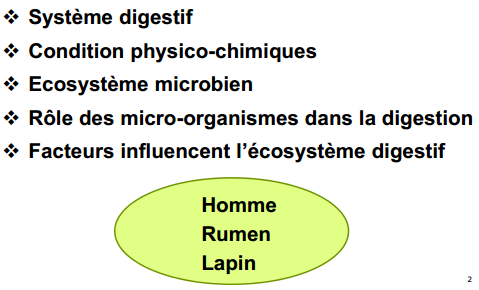 ❖ Système digestif
❖ Condition physico-chimiques
❖ Ecosystème microbien
❖ Rôle des micro-organismes dans la digestion
❖ Facteurs influencent l'écosystème digestif
Homme
Rumen
Lapin
2